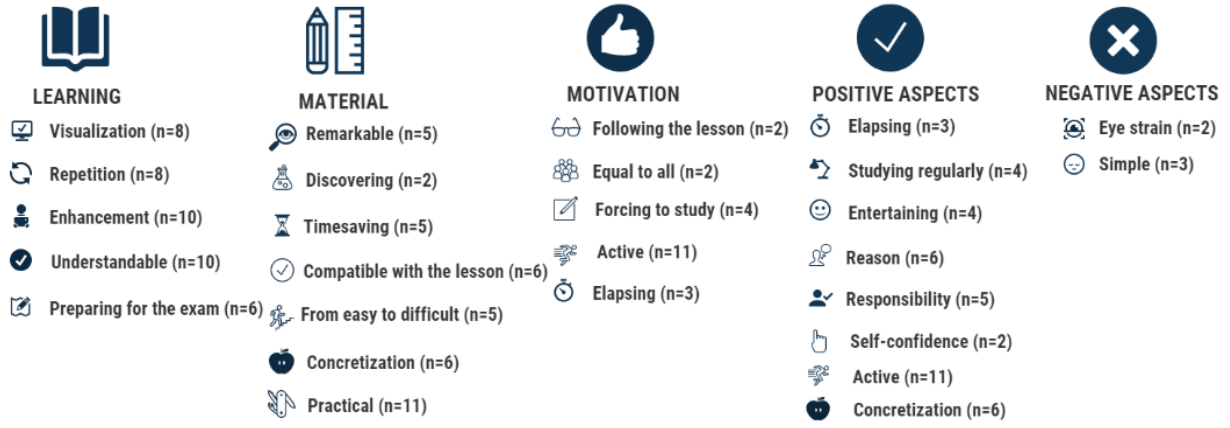 LEARNING
Visualization (n=8)
Repetition (n=8)
Enhancement (n=10)
Understandable (n=10)
Preparing for the exam (n=6)
MATERIAL
Remarkable (n=5)
Discovering (n=2)
Timesaving (n=5)
Compatible with the lesson (n=6)
From easy to difficult (n=5)
Concretization (n=6)
Practical (n=11)
MOTIVATION
Following the lesson (n=2)
Equal to all (n=2)
Forcing to study (n=4)
Active (n=11)
Elapsing (n=3)
POSITIVE ASPECTS
Elapsing (n=3)
Studying regularly (n=4)
Entertaining (n=4)
Reason (n=6)
Responsibility (n=5)
Self-confidence (n=2)
Active (n=11)
Concretization (n=6)
NEGATIVE ASPECTS
Eye strain (n=2)
Simple (n=3)